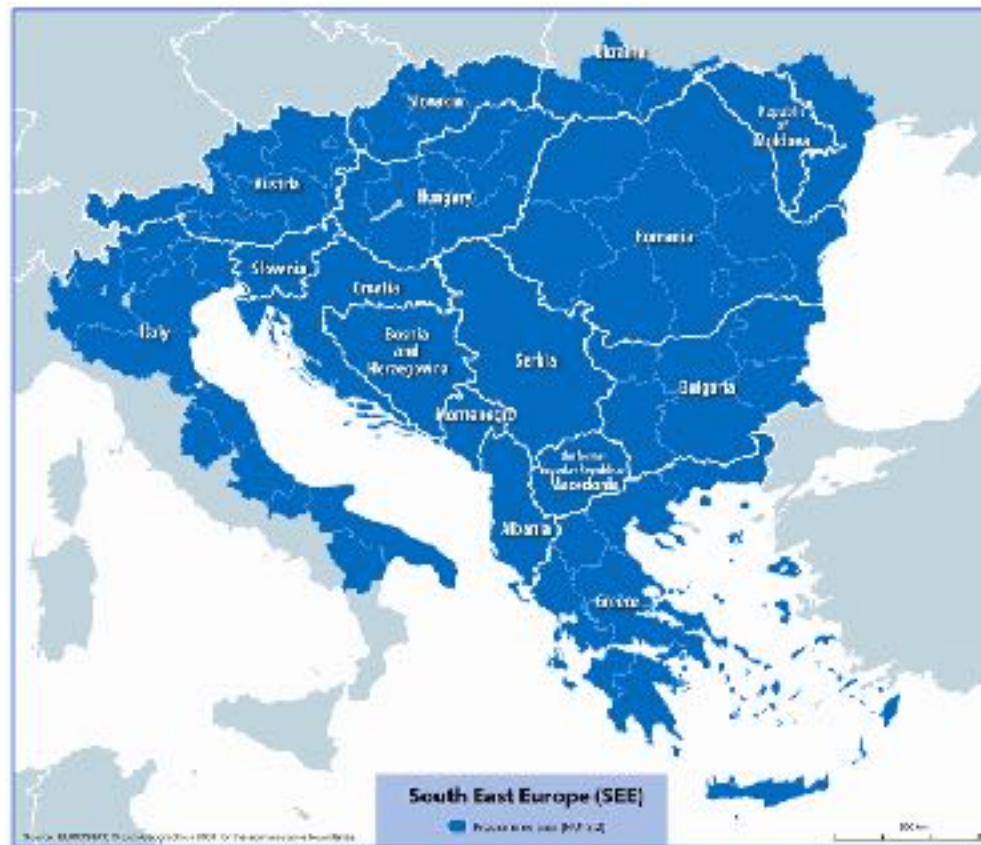 Ukraine
Slovakia
Republic
of
Moldova
Austria
Hungary
Romania
Slovenia
Croatia
Italy
Bosnia
and
Herzegovina
Serbia
Bulgaria
Montenegro
Macedonia
Albania
Greece
South East Europe (SEE)